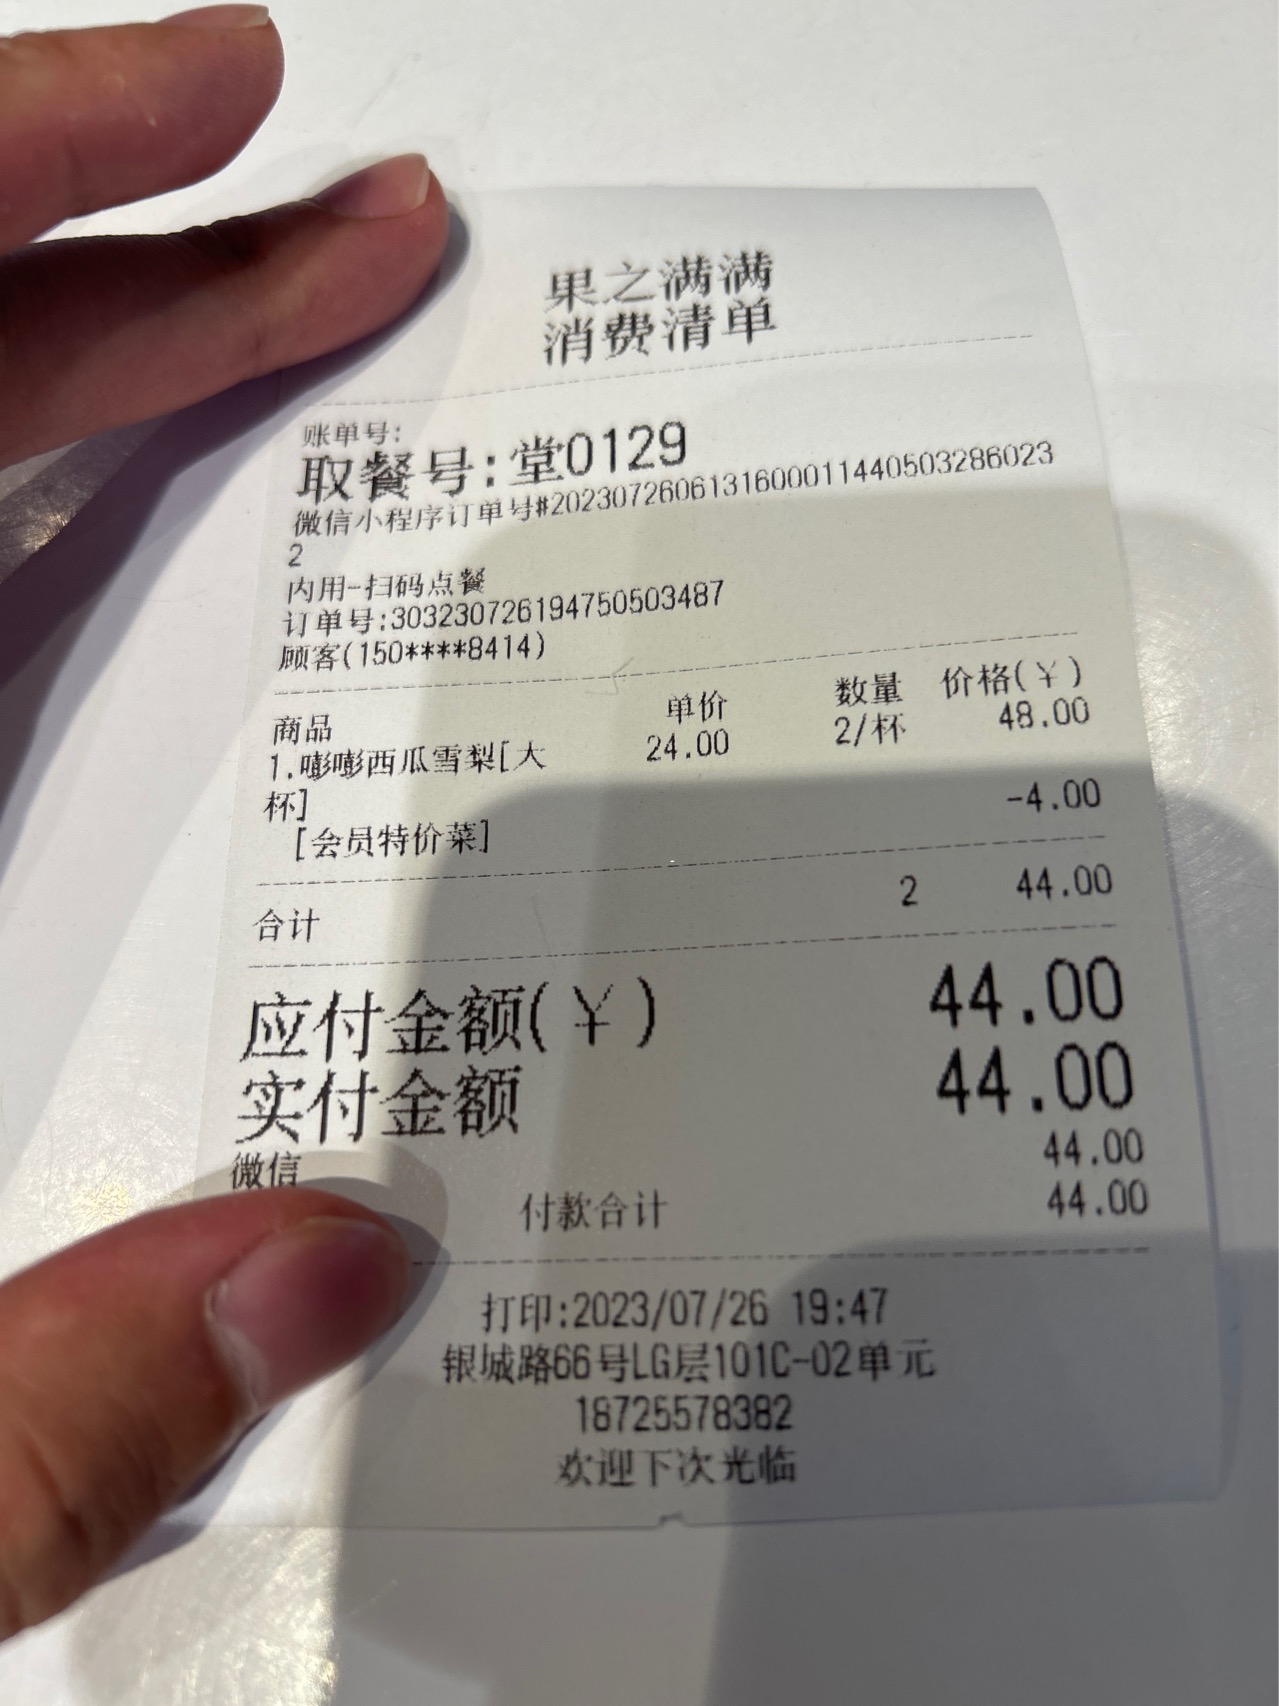 果之满满
消费清单
账单号:
取餐号:堂0129
微信小程序订单号#2023072606131600011440503286023
2
内用-扫码点餐
订单号:303230726194750503487
顾客(150****8414)
商品 单价 数量 价格(¥)
1.嘭嘭西瓜雪梨[大 24.00 2/杯 48.00
杯]
[会员特价菜] -4.00
合计 2 44.00
应付金额(¥) 44.00
实付金额 44.00
微信 44.00
付款合计 44.00
打印:2023/07/26 19:47
银城路66号LG层101C-02单元
18725578382
欢迎下次光临